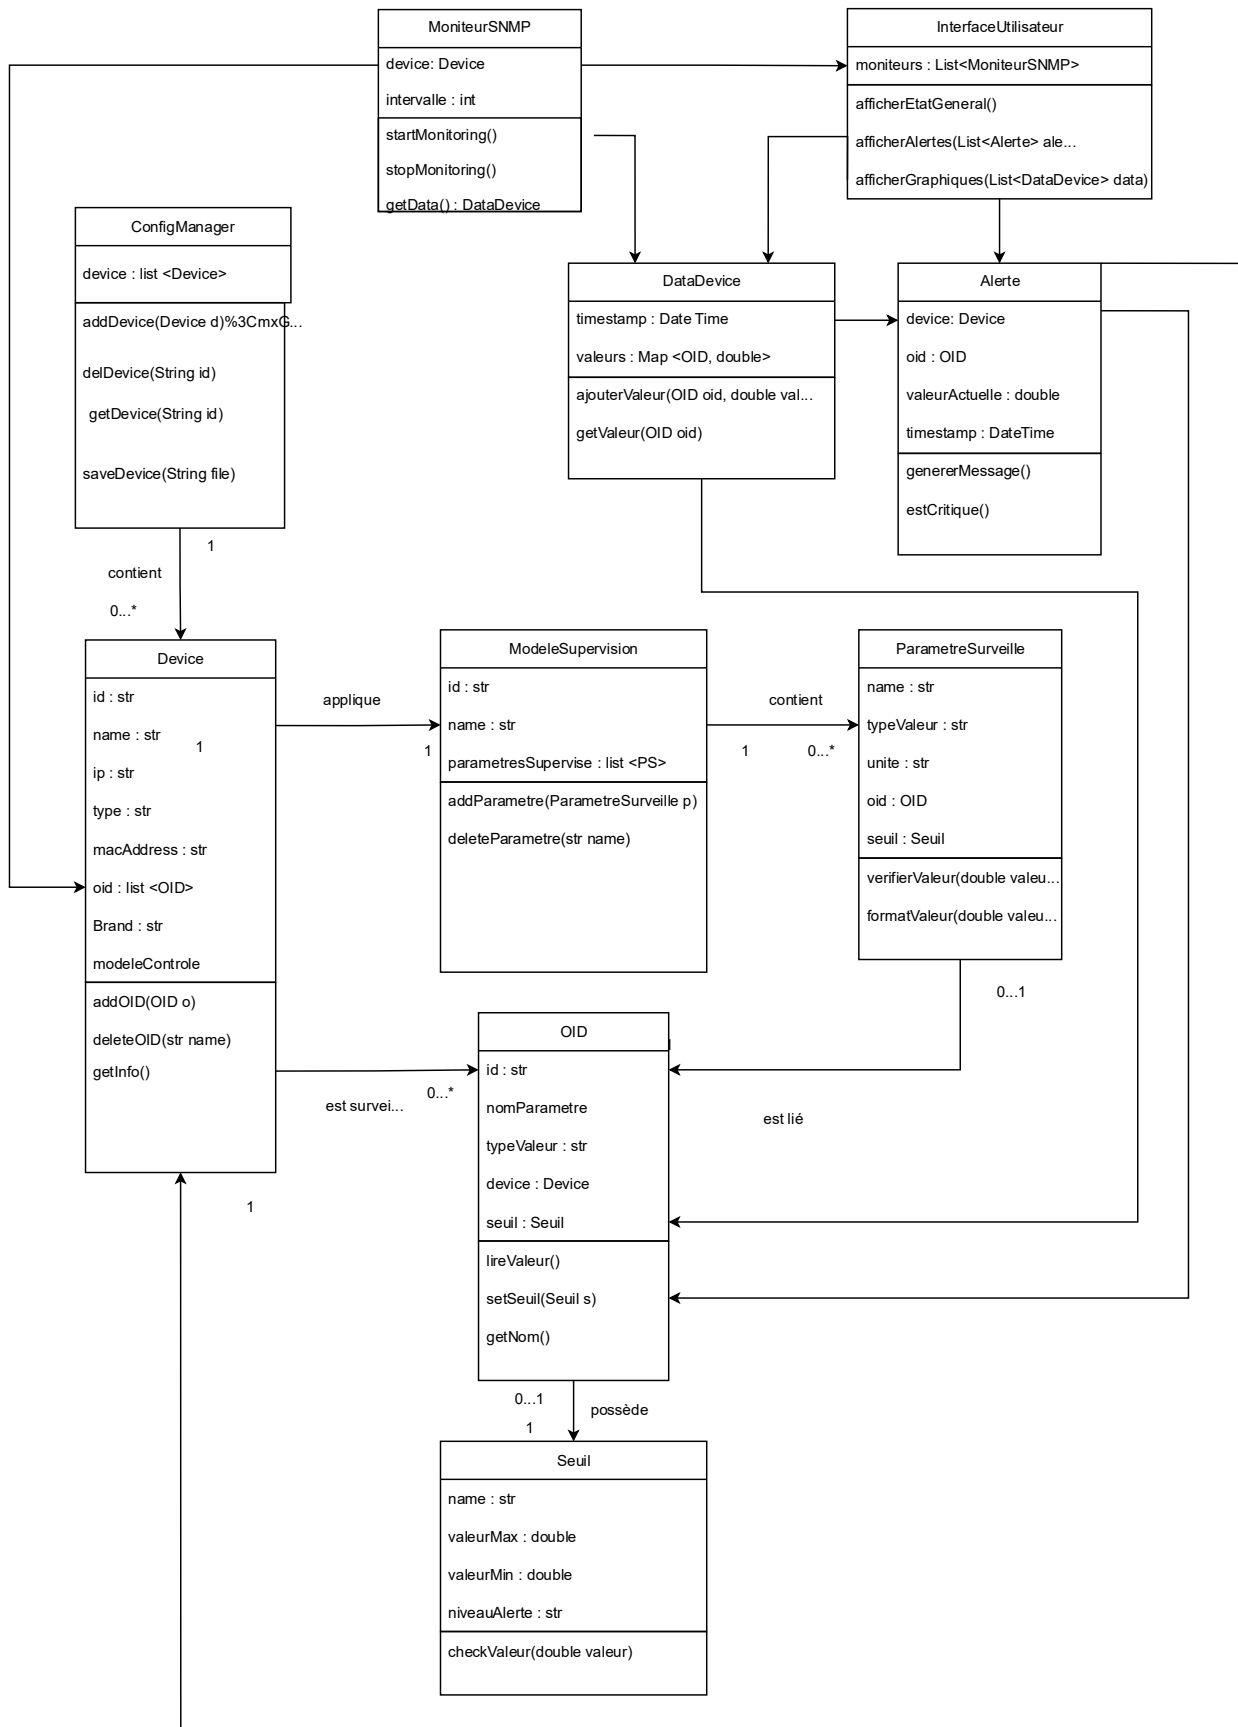 MoniteurSNMP
device: Device
intervalle : int
startMonitoring()
stopMonitoring()
getData() : DataDevice
InterfaceUtilisateur
moniteurs : List<MoniteurSNMP>
afficherEtatGeneral()
afficherAlertes(List<Alerte> ale...
afficherGraphiques(List<DataDevice> data)
ConfigManager
device : list <Device>
addDevice(Device d)%3CmxG...
delDevice(String id)
getDevice(String id)
saveDevice(String file)
DataDevice
timestamp : Date Time
valeurs : Map <OID, double>
ajouterValeur(OID oid, double val...
getValeur(OID oid)
Alerte
device: Device
oid : OID
valeurActuelle : double
timestamp : DateTime
genererMessage()
estCritique()
1
contient
0...*
Device
id : str
name : str
1
ip : str
type : str
macAddress : str
oid : list <OID>
Brand : str
modeleControle
addOID(OID o)
deleteOID(str name)
getInfo()
applique
1
ModeleSupervision
id : str
name : str
parametresSupervise : list <PS>
addParametre(ParametreSurveille p)
deleteParametre(str name)
contient
1
0...*
ParametreSurveille
name : str
typeValeur : str
unite : str
oid : OID
seuil : Seuil
verifierValeur(double valeu...
formatValeur(double valeu...
0...1
est lié
est survei...
0...*
1
OID
id : str
nomParametre
typeValeur : str
device : Device
seuil : Seuil
lireValeur()
setSeuil(Seuil s)
getNom()
0...1
possède
1
Seuil
name : str
valeurMax : double
valeurMin : double
niveauAlerte : str
checkValeur(double valeur)